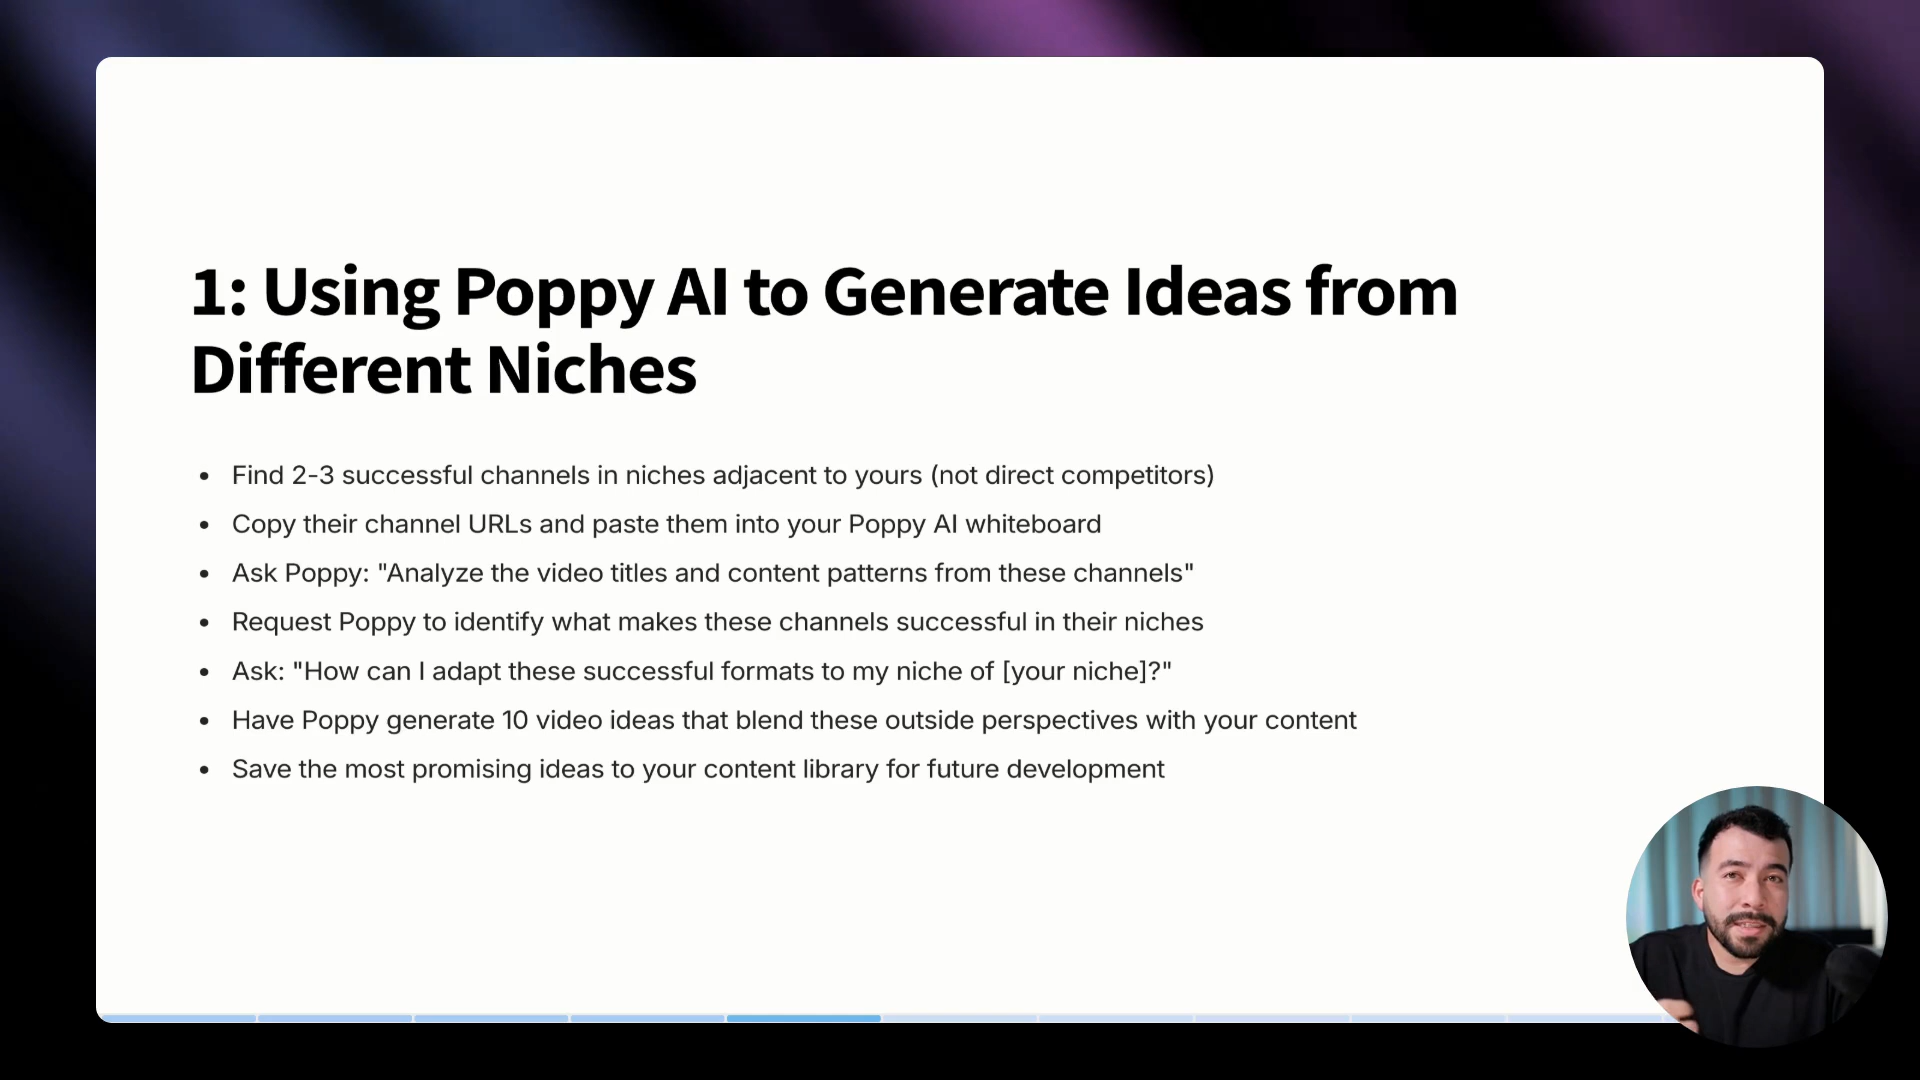 1: Using Poppy AI to Generate Ideas from
Different Niches
• Find 2-3 successful channels in niches adjacent to yours (not direct competitors)
• Copy their channel URLs and paste them into your Poppy AI whiteboard
• Ask Poppy: "Analyze the video titles and content patterns from these channels"
• Request Poppy to identify what makes these channels successful in their niches
• Ask: "How can I adapt these successful formats to my niche of [your niche]?"
• Have Poppy generate 10 video ideas that blend these outside perspectives with your content
• Save the most promising ideas to your content library for future development